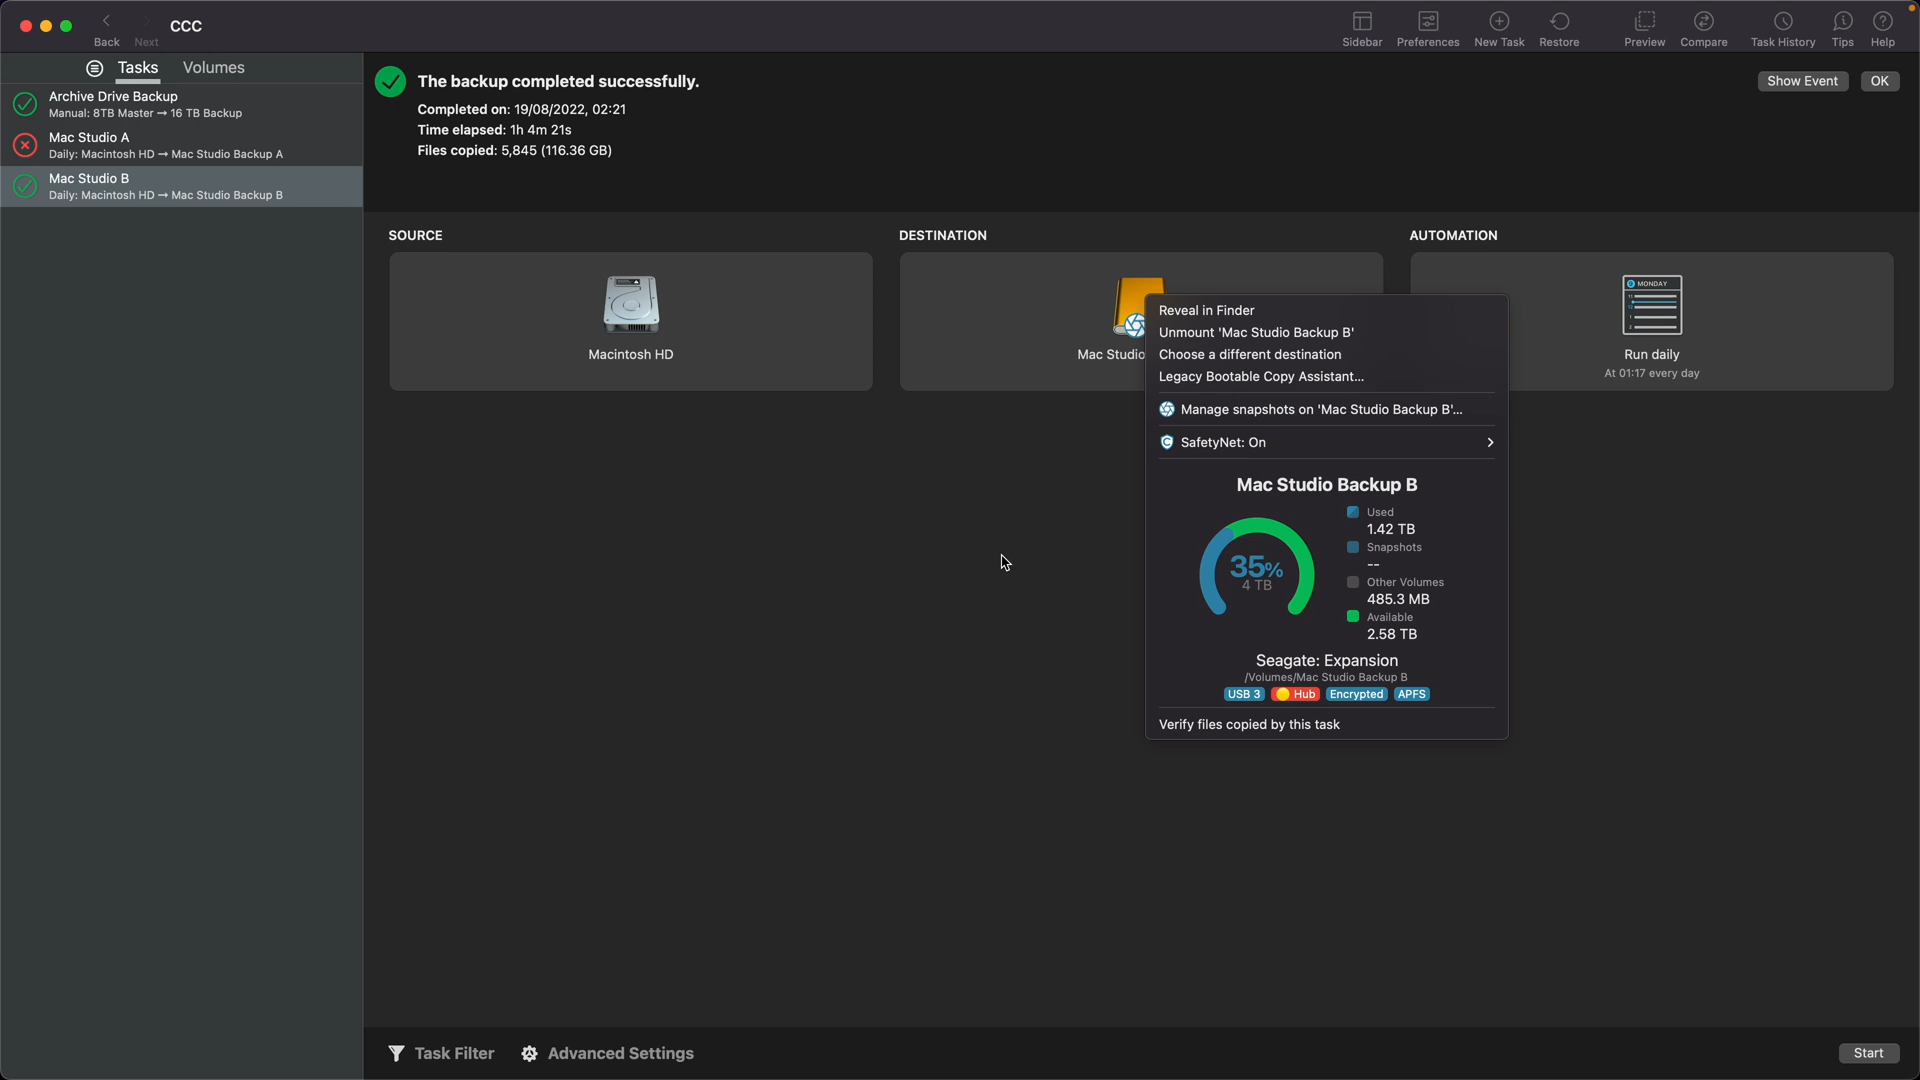 Back
Next
CCC
Sidebar
Preferences
New Task
Restore
Preview
Compare
Task History
Tips
Help
Tasks
Volumes
Archive Drive Backup
Manual: 8TB Master → 16 TB Backup
Mac Studio A
Daily: Macintosh HD → Mac Studio Backup A
Mac Studio B
Daily: Macintosh HD → Mac Studio Backup B
The backup completed successfully.
Completed on: 19/08/2022, 02:21
Time elapsed: 1h 4m 21s
Files copied: 5,845 (116.36 GB)
Show Event
OK
SOURCE
Macintosh HD
DESTINATION
Mac Studio
AUTOMATION
MONDAY
Run daily
At 01:17 every day
Reveal in Finder
Unmount 'Mac Studio Backup B'
Choose a different destination
Legacy Bootable Copy Assistant...
Manage snapshots on 'Mac Studio Backup B'...
SafetyNet: On
Mac Studio Backup B
35%
4 TB
Used
1.42 TB
Snapshots
--
Other Volumes
485.3 MB
Available
2.58 TB
Seagate: Expansion
/Volumes/Mac Studio Backup B
USB 3
Hub
Encrypted
APFS
Verify files copied by this task
Task Filter
Advanced Settings
Start